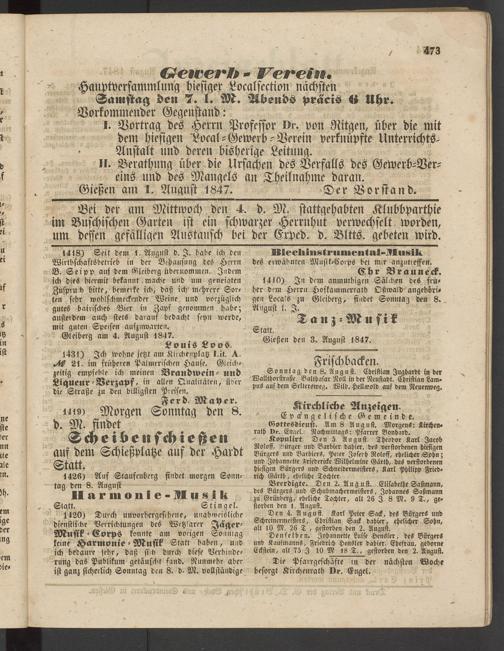 473
Gewerb-Verein.
Hauptversammlung hiesiger Localsection nächsten
Samstag den 7. l. M. Abends präcis 6 Uhr.
Vorkommender Gegenstand:
I. Vortrag des Herrn Professor Dr. von Ritgen, über die mit
dem hiesigen Local-Gewerb-Verein verknüpfte Unterrichts-
Anstalt und deren bisherige Leitung.
II. Berathung über die Ursachen des Verfalls des Gewerb-Ver-
eins und des Mangels an Theilnahme daran.
Gießen am 1. August 1847. Der Vorstand.
Bei der am Mittwoch den 4. d. M. stattgehabten Klubbparthie
im Buschischen Garten ist ein schwarzer Herrnhut verwechselt worden,
um dessen gefälligen Austausch bei der Exped. d. Bltts. gebeten wird.
1418) Seit dem 1. August d. J. habe ich den
Wirthschaftsbetrieb in der Behausung des Herrn
B. Seipp auf dem Gleiberg übernommen. Indem
ich dies hiermit bekannt mache und um geneigten
Zuspruch bitte, bemerke ich, daß ich mehrere Sor-
ten sehr wohlschmeckender Weine und vorzüglich
gutes bairisches Bier in Zapf genommen habe;
ausserdem auch stets darauf bedacht seyn werde,
mit guten Speisen aufzuwarten.
Gleiberg am 4. August 1847.
Louis Loos.
1431) Ich wohne jetzt am Kirchenplatz Lit. A.
№ 21. im früheren Palmerischen Hause. Gleich-
zeitig empfehle ich meinen Brandwein- und
Liqueur-Verzapf, in allen Qualitäten, über
die Straße zu den billigsten Preisen.
Ferd. Mayer.
1419) Morgen Sonntag den 8.
d. M. findet
Scheibenschießen
auf dem Schießplatze auf der Hardt
Statt.
1426) Auf Staufenberg findet morgen Sonn-
tag den 8. August
Harmonie-Musik
Statt. Stingel.
1420) Durch unvorhergesehene, unabweisliche
dienstliche Verrichtungen des Wetzlarer Jäger-
Musik-Corps konnte am vorigen Sonntag
keine Harmonie-Musik Statt haben, und
ich bedaure sehr, daß sich durch diese Verhinde-
rung das Publikum getäuscht fand. Nunmehr aber
ist ganz sicherlich Sonntag den 8. d. M. vollständige
Blechinstrumental-Musik
des erwähnten Musik-Corps bei mir anzutreffen.
Chr Brauneck.
1410) In dem anmuthigen Sälchen des frü-
her dem Herrn Hofkammerrath Oßwald angehöri-
gen Locals zu Gleiberg, findet Sonntag den 8.
August l. J.
Tanz-Musik
Statt.
Gießen den 3. August 1847.
Frischbacken.
Sonntag den 8. August. Christian Jughardt in der
Wallthorstraße. Balthasar Noll in der Neustadt. Christian Lam-
pus auf dem Seltersweg. Wilh. Hellwolf auf dem Neuenweg.
Kirchliche Anzeigen.
Evangelische Gemeinde.
Gottesdienst. Am 8 August. Morgens: Kirchen-
rath Dr. Engel. Nachmittags: Pfarrer Bonhard.
Kopulirt. Den 5 August. Theodor Karl Jacob
Roloff, Bürger und Barbier dahier, des verstorbenen hiesigen
Bürgers und Barbiers, Peter Joseph Roloff, ehelicher Sohn;
und Johannette Friederike Wilhelmine Gärth, des verstorbenen
hiesigen Bürgers und Schneidermeisters, Karl Philipp Fried-
rich Gärth, eheliche Tochter.
Beerdigte. Den 2. August. Elisabethe Saßmann,
des Bürgers und Schuhmachermeisters, Johannes Saßmann
zu Grünberg, eheliche Tochter, alt 26 J 8 M. 9 T., ge-
storben den 1. August.
Den 4. August. Karl Peter Sack, des Bürgers und
Schreinermeisters, Christian Sack dahier, ehelicher Sohn,
alt 10 M. 26 T., gestorben den 2. August.
Denselben. Johannette Luise Hensler, des Bürgers
und Kaufmanns, Friedrich Hensler dahier Ehefrau, geborene
Eckstein, alt 75 J 10 M 18 T., gestorben den 2. August.
Die Pfarrgeschäfte in der nächsten Woche
besorgt Kirchenrath Dr. Engel.